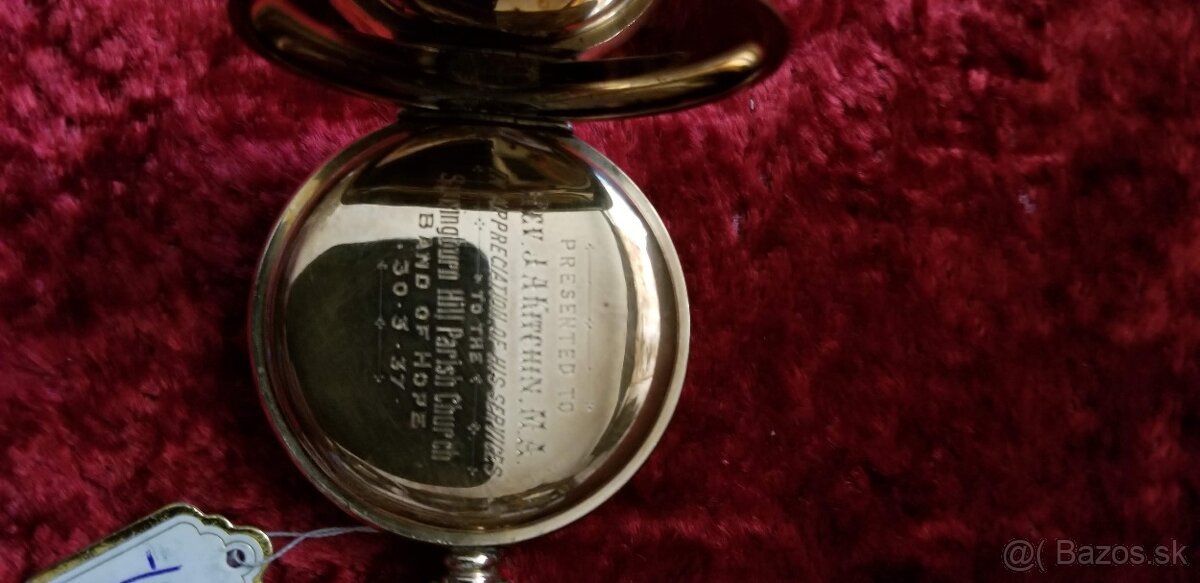 PRESENTED TO
REV. J. M.A.
APPRECIATION OF HIS SERVICES
TO THE
Springburn Hill Parish Church
BAND OF HOPE
30.3.37.
@( Bazos.sk